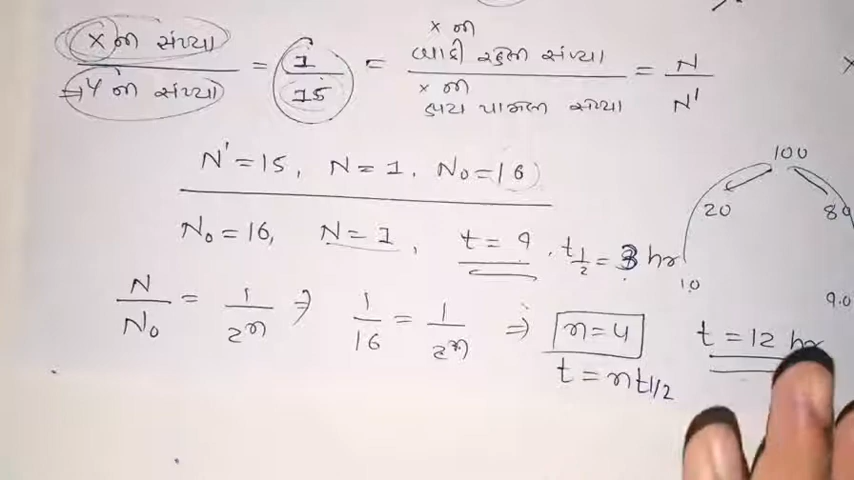 X ની સંખ્યા / Y ની સંખ્યા = 1/15 = X ની બાકી રહેલ સંખ્યા / X ની ક્ષય પામેલ સંખ્યા = N/N'
N' = 15, N = 1, N₀ = 16
N₀ = 16, N = 1, t = ?, t1/2 = 3 hr
N/N₀ = 1/2ⁿ ⇒ 1/16 = 1/2ⁿ ⇒ n = 4
t = nt1/2
t = 12 hr
100
20 80
10 90